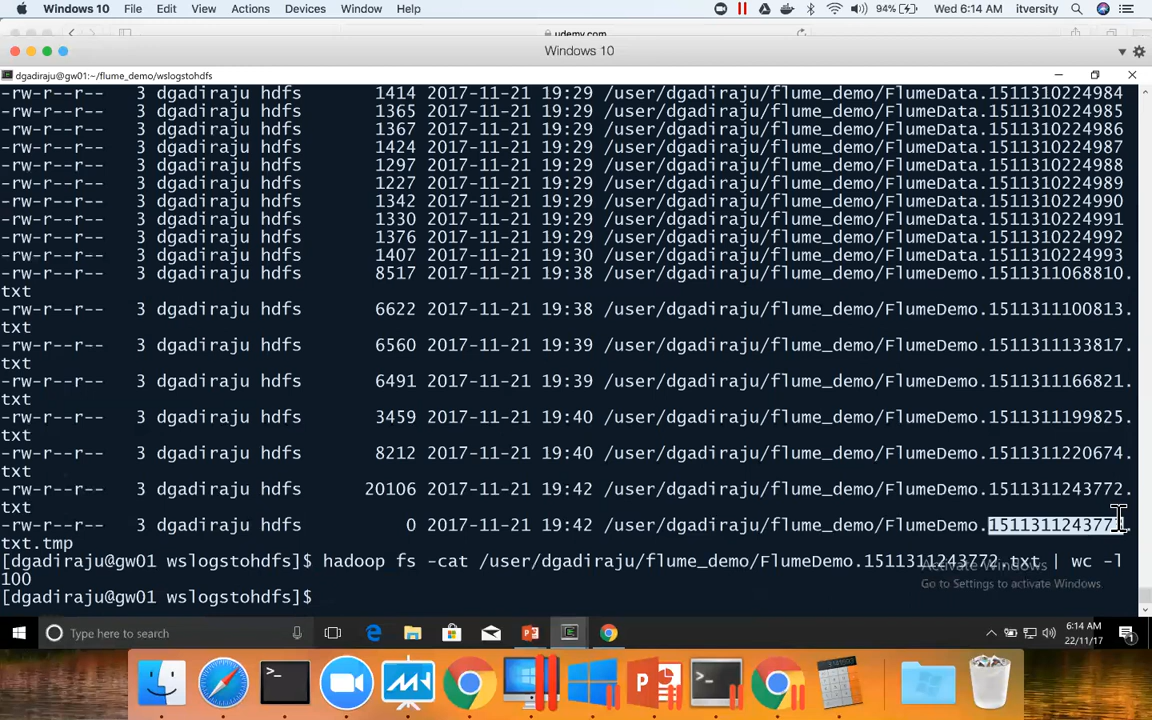 Windows 10 File Edit View Actions Devices Window Help 94% Wed 6:14 AM itversity
udemy.com
Windows 10
dgadiraju@gw01:~/flume_demo/wslogstohdfs
-rw-r--r-- 3 dgadiraju hdfs 1414 2017-11-21 19:29 /user/dgadiraju/flume_demo/FlumeData.1511310224984
-rw-r--r-- 3 dgadiraju hdfs 1365 2017-11-21 19:29 /user/dgadiraju/flume_demo/FlumeData.1511310224985
-rw-r--r-- 3 dgadiraju hdfs 1367 2017-11-21 19:29 /user/dgadiraju/flume_demo/FlumeData.1511310224986
-rw-r--r-- 3 dgadiraju hdfs 1424 2017-11-21 19:29 /user/dgadiraju/flume_demo/FlumeData.1511310224987
-rw-r--r-- 3 dgadiraju hdfs 1297 2017-11-21 19:29 /user/dgadiraju/flume_demo/FlumeData.1511310224988
-rw-r--r-- 3 dgadiraju hdfs 1227 2017-11-21 19:29 /user/dgadiraju/flume_demo/FlumeData.1511310224989
-rw-r--r-- 3 dgadiraju hdfs 1342 2017-11-21 19:29 /user/dgadiraju/flume_demo/FlumeData.1511310224990
-rw-r--r-- 3 dgadiraju hdfs 1330 2017-11-21 19:29 /user/dgadiraju/flume_demo/FlumeData.1511310224991
-rw-r--r-- 3 dgadiraju hdfs 1376 2017-11-21 19:29 /user/dgadiraju/flume_demo/FlumeData.1511310224992
-rw-r--r-- 3 dgadiraju hdfs 1407 2017-11-21 19:30 /user/dgadiraju/flume_demo/FlumeData.1511310224993
-rw-r--r-- 3 dgadiraju hdfs 8517 2017-11-21 19:38 /user/dgadiraju/flume_demo/FlumeDemo.1511311068810.
txt
-rw-r--r-- 3 dgadiraju hdfs 6622 2017-11-21 19:38 /user/dgadiraju/flume_demo/FlumeDemo.1511311100813.
txt
-rw-r--r-- 3 dgadiraju hdfs 6560 2017-11-21 19:39 /user/dgadiraju/flume_demo/FlumeDemo.1511311133817.
txt
-rw-r--r-- 3 dgadiraju hdfs 6491 2017-11-21 19:39 /user/dgadiraju/flume_demo/FlumeDemo.1511311166821.
txt
-rw-r--r-- 3 dgadiraju hdfs 3459 2017-11-21 19:40 /user/dgadiraju/flume_demo/FlumeDemo.1511311199825.
txt
-rw-r--r-- 3 dgadiraju hdfs 8212 2017-11-21 19:40 /user/dgadiraju/flume_demo/FlumeDemo.1511311220674.
txt
-rw-r--r-- 3 dgadiraju hdfs 20106 2017-11-21 19:42 /user/dgadiraju/flume_demo/FlumeDemo.1511311243772.
txt
-rw-r--r-- 3 dgadiraju hdfs 0 2017-11-21 19:42
txt.tmp
[dgadiraju@gw01 wslogstohdfs]$ hadoop fs -cat /user/dgadiraju/flume_demo/FlumeDemo.1511311243772.txt | wc -l
100
[dgadiraju@gw01 wslogstohdfs]$
Activate Windows
Go to Settings to activate Windows.
Type here to search
6:14 AM
22/11/17